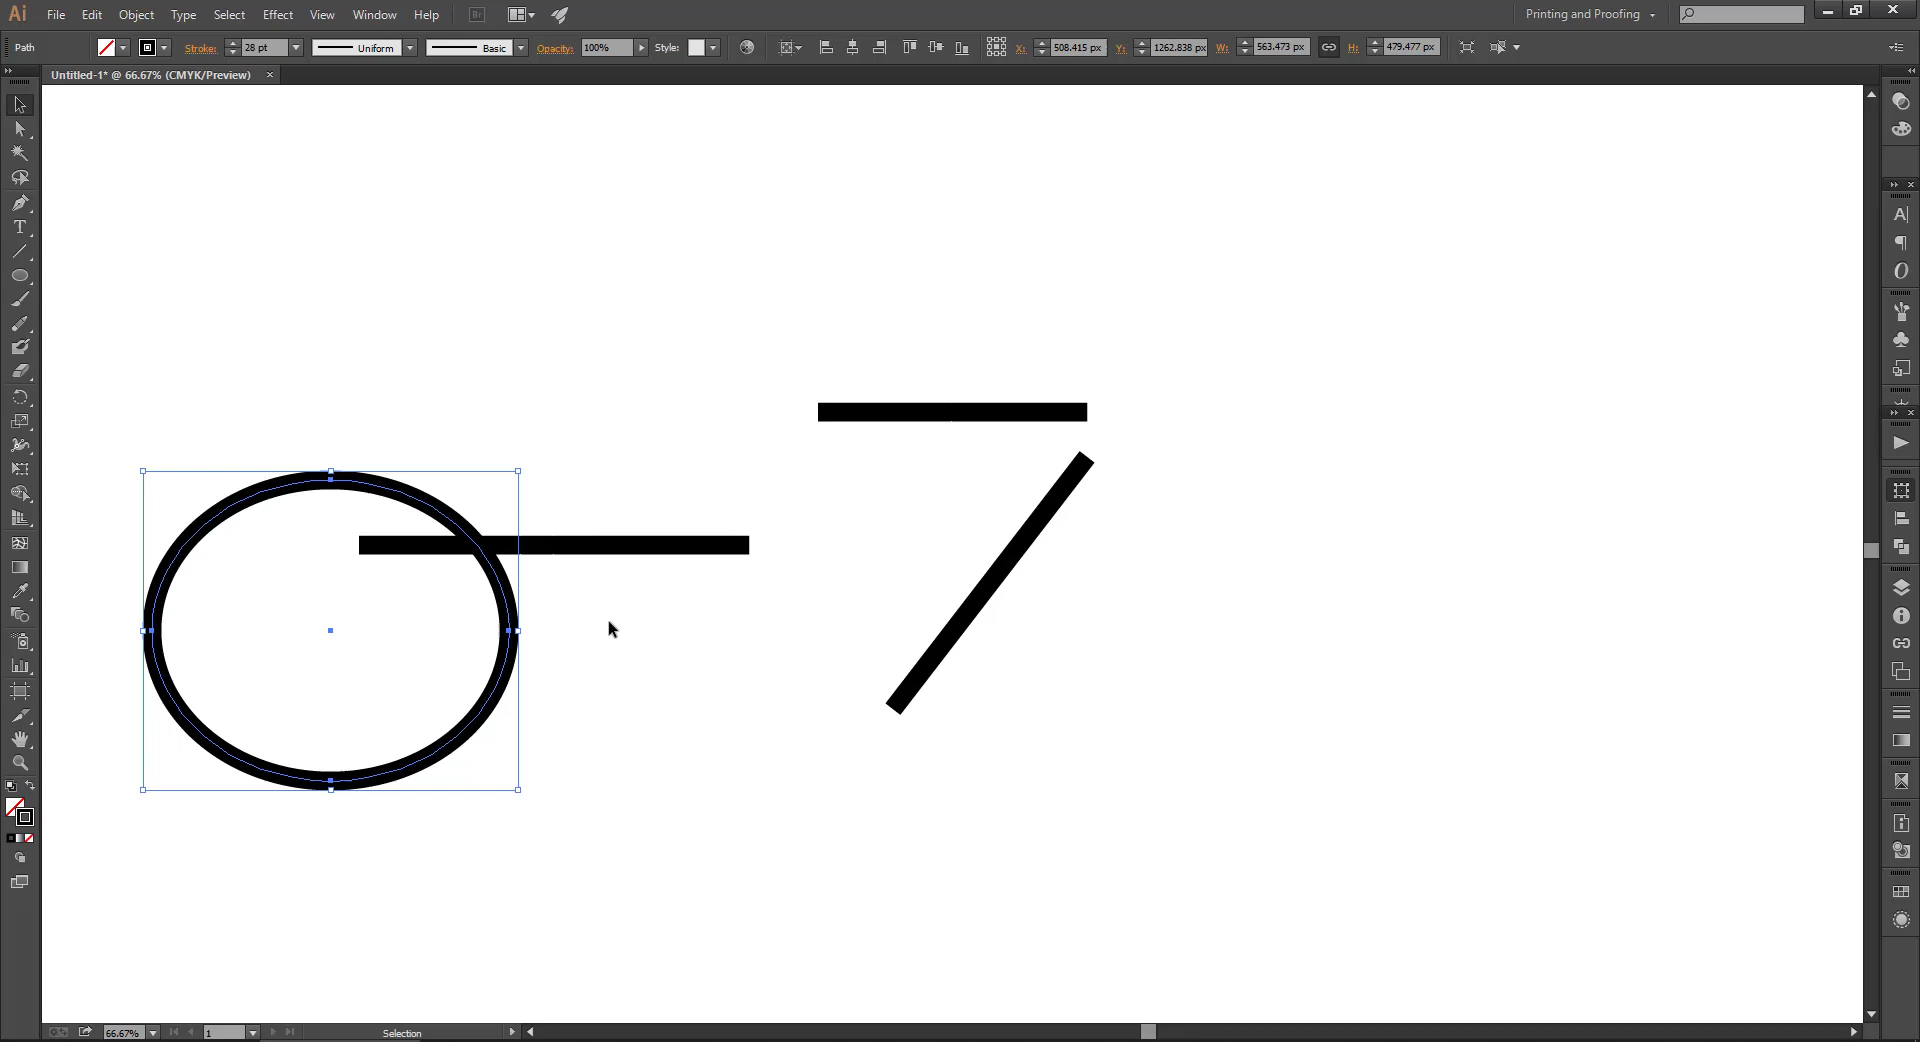 Ai File Edit Object Type Select Effect View Window Help Br Printing and Proofing
Path Stroke: 28 pt Uniform Basic Opacity: 100% Style: X: 508.415 px Y: 1262.838 px W: 563.473 px H: 479.477 px
Untitled-1* @ 66.67% (CMYK/Preview)
66.67% 1 Selection